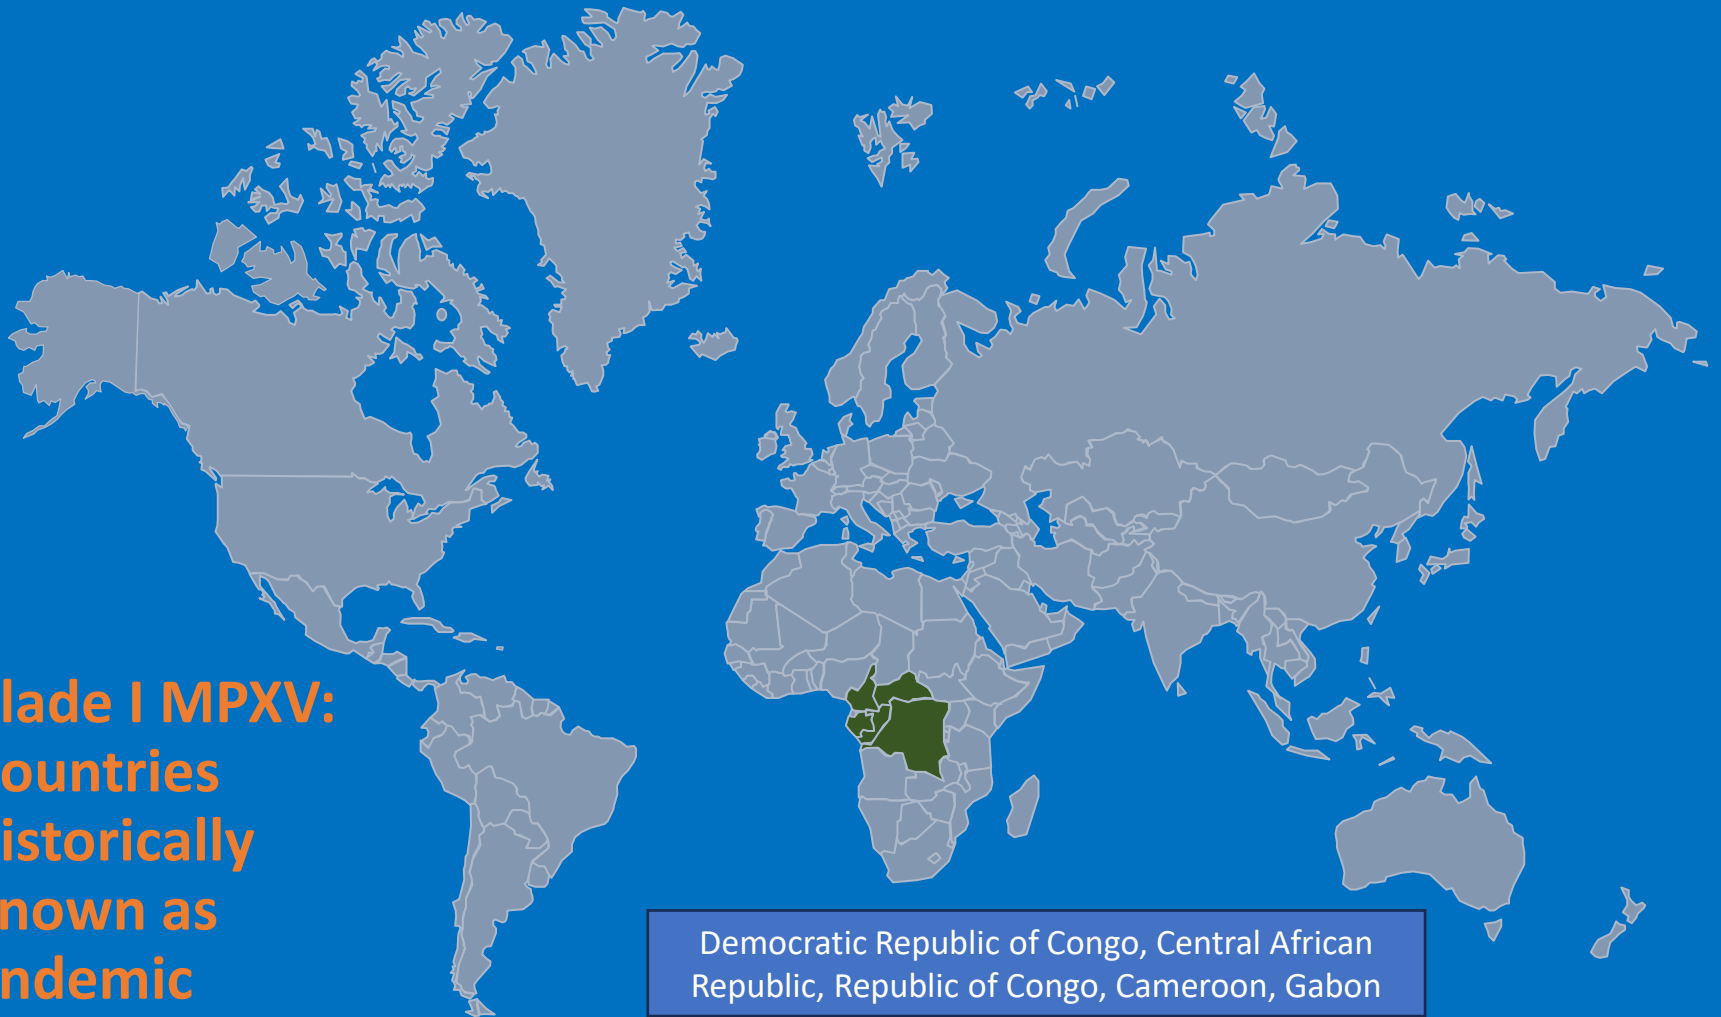 lade I MPXV:
ountries
istorically
nown as
ndemic
Democratic Republic of Congo, Central African
Republic, Republic of Congo, Cameroon, Gabon